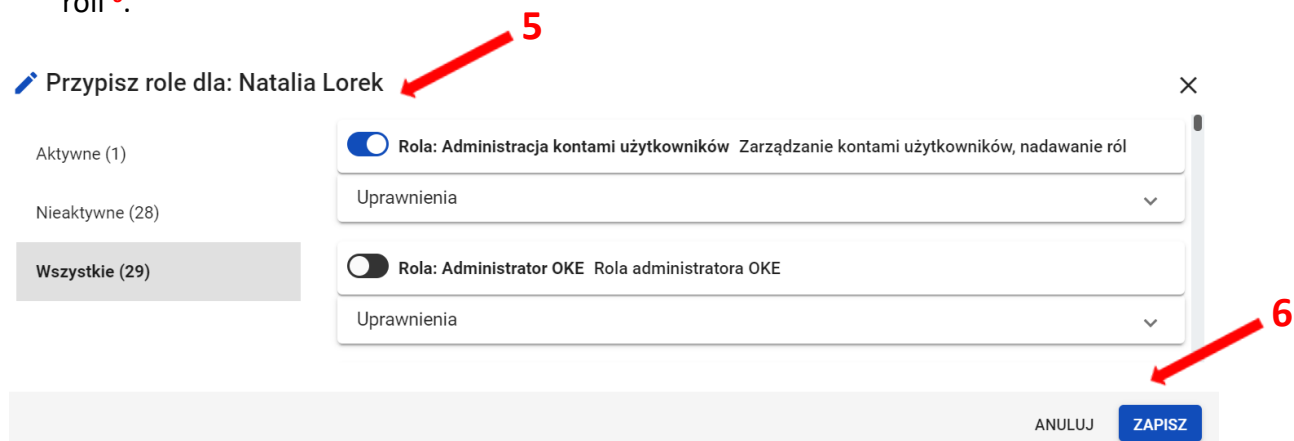 5
Przypisz role dla: Natalia Lorek
Aktywne (1)
Nieaktywne (28)
Wszystkie (29)
Rola: Administracja kontami użytkowników Zarządzanie kontami użytkowników, nadawanie ról
Uprawnienia
Rola: Administrator OKE Rola administratora OKE
Uprawnienia
6
ANULUJ
ZAPISZ